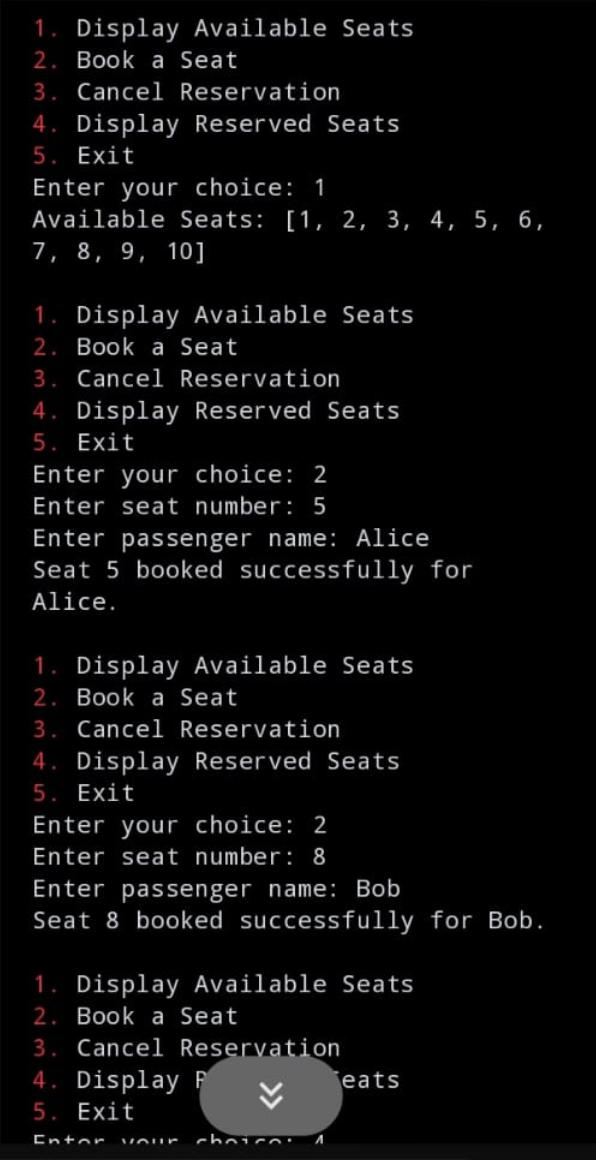 1. Display Available Seats
2. Book a Seat
3. Cancel Reservation
4. Display Reserved Seats
5. Exit
Enter your choice: 1
Available Seats: [1, 2, 3, 4, 5, 6,
7, 8, 9, 10]
1. Display Available Seats
2. Book a Seat
3. Cancel Reservation
4. Display Reserved Seats
5. Exit
Enter your choice: 2
Enter seat number: 5
Enter passenger name: Alice
Seat 5 booked successfully for
Alice.
1. Display Available Seats
2. Book a Seat
3. Cancel Reservation
4. Display Reserved Seats
5. Exit
Enter your choice: 2
Enter seat number: 8
Enter passenger name: Bob
Seat 8 booked successfully for Bob.
1. Display Available Seats
2. Book a Seat
3. Cancel Reservation
4. Display
5. Exit
Enter your choice: 4